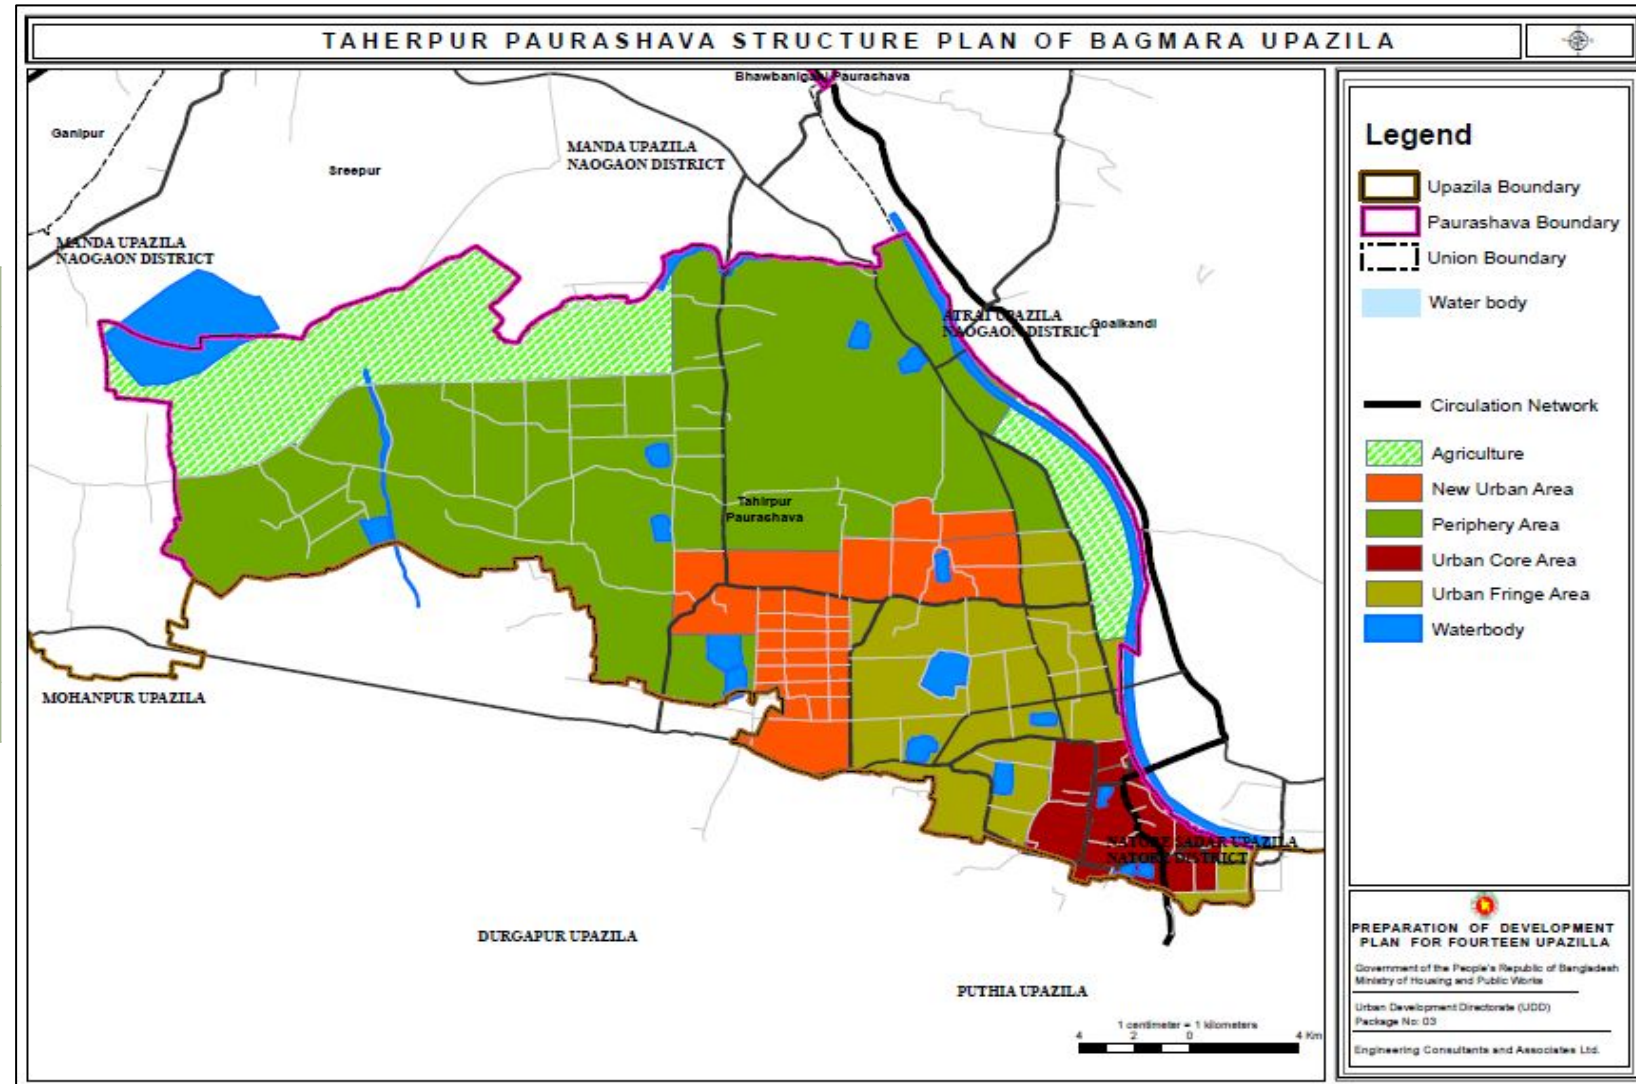 TAHERPUR PAURASHAVA STRUCTURE PLAN OF BAGMARA UPAZILA
Bhawbaniganj Paurashava
Ganipur
Sreepur
MANDA UPAZILA
NAOGAON DISTRICT
MANDA UPAZILA
NAOGAON DISTRICT
ATRAI UPAZILA
NAOGAON DISTRICT
Goalkandi
Tahirpur
Paurashava
MOHANPUR UPAZILA
NATORE SADAR UPAZILA
NATORE DISTRICT
DURGAPUR UPAZILA
PUTHIA UPAZILA
1 centimeter = 1 kilometers
4 2 0 4 Km
Legend
Upazila Boundary
Paurashava Boundary
Union Boundary
Water body
Circulation Network
Agriculture
New Urban Area
Periphery Area
Urban Core Area
Urban Fringe Area
Waterbody
PREPARATION OF DEVELOPMENT
PLAN FOR FOURTEEN UPAZILLA
Government of the People's Republic of Bangladesh
Ministry of Housing and Public Works
Urban Development Directorate (UDD)
Package No: 03
Engineering Consultants and Associates Ltd.